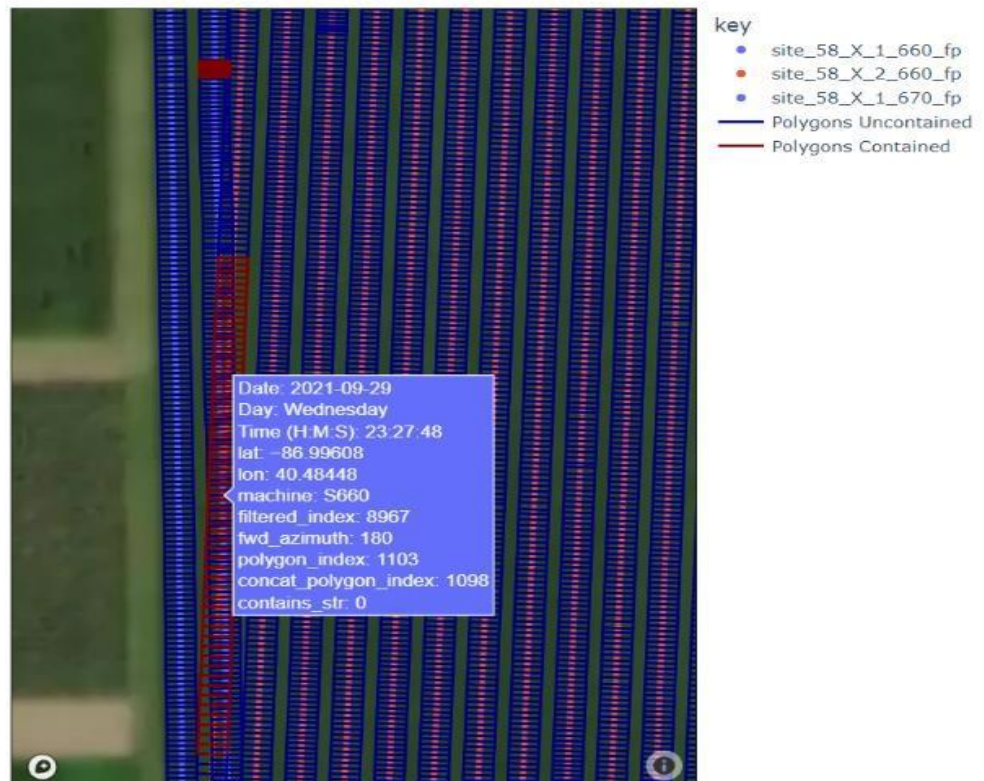 key
site_58_X_1_660_fp
site_58_X_2_660_fp
site_58_X_1_670_fp
Polygons Uncontained
Polygons Contained
Date: 2021-09-29
Day: Wednesday
Time (H:M:S): 23:27:48
lat: −86.99608
lon: 40.48448
machine: S660
filtered_index: 8967
fwd_azimuth: 180
polygon_index: 1103
concat_polygon_index: 1098
contains_str: 0